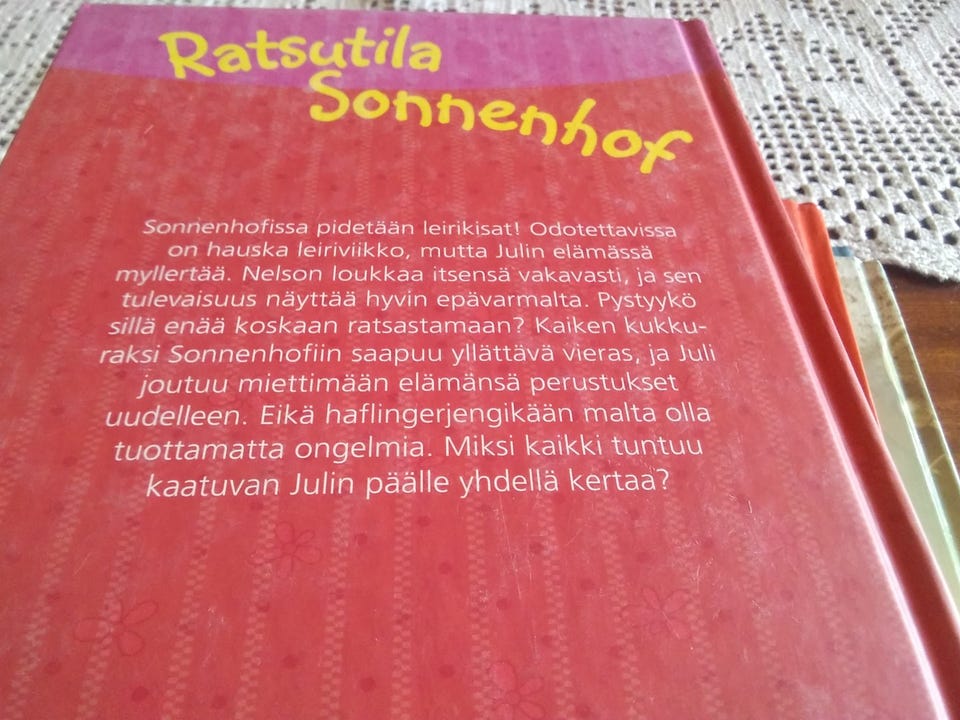 Ratsutila
Sonnenhof
Sonnenhofissa pidetään leirikisat! Odotettavissa
on hauska leiriviikko, mutta Julin elämässä
myllertää. Nelson loukkaa itsensä vakavasti, ja sen
tulevaisuus näyttää hyvin epävarmalta. Pystyykö
sillä enää koskaan ratsastamaan? Kaiken kukku-
raksi Sonnenhofiin saapuu yllättävä vieras, ja Juli
joutuu miettimään elämänsä perustukset
uudelleen. Eikä haflingerjengikään malta olla
tuottamatta ongelmia. Miksi kaikki tuntuu
kaatuvan Julin päälle yhdellä kertaa?